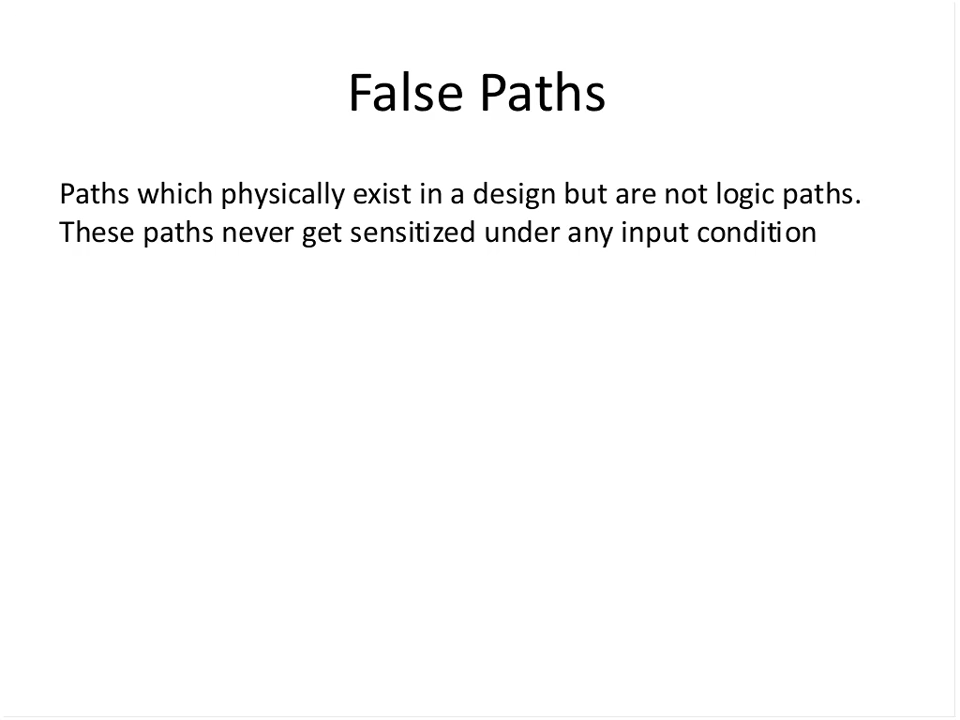 False Paths
Paths which physically exist in a design but are not logic paths.
These paths never get sensitized under any input condition